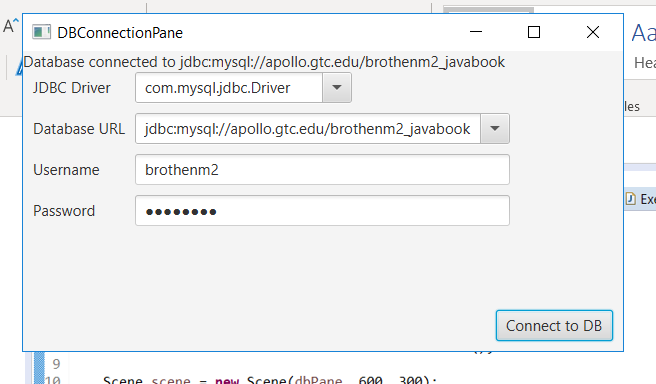 A^
DBConnectionPane
Aa
Database connected to jdbc:mysql://apollo.gtc.edu/brothenm2_javabook
Hea
JDBC Driver com.mysql.jdbc.Driver
les
Database URL jdbc:mysql://apollo.gtc.edu/brothenm2_javabook
Username brothenm2
Exe
Password ●●●●●●●●
Connect to DB
9
10 Scene scene = new Scene(dbPane, 600, 300);